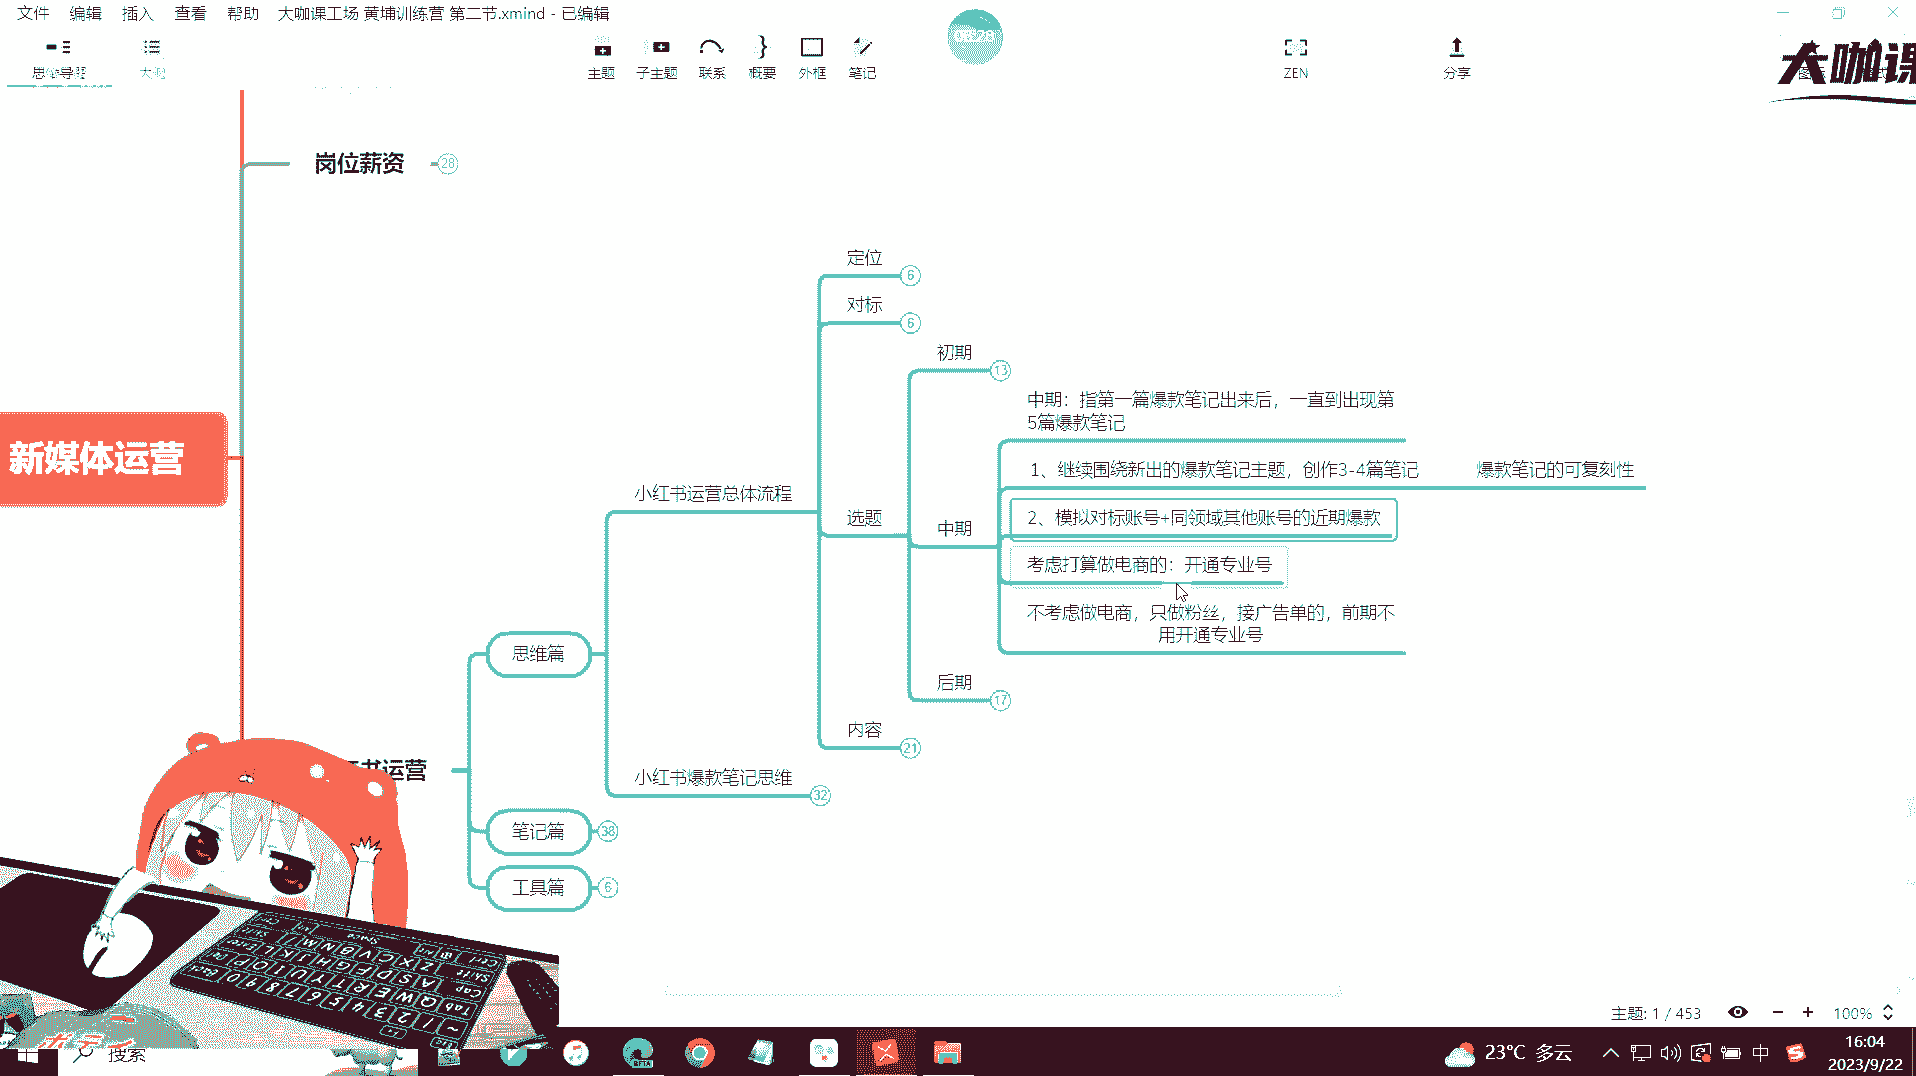 文件 编辑 插入 查看 帮助 大咖课工场 黄埔训练营 第二节.xmind - 已编辑
思维导图 大纲 主题 子主题 联系 概要 外框 笔记 ZEN 分享
大咖课
岗位薪资 28
定位 6
对标 6
初期 13
中期：指第一篇爆款笔记出来后，一直到出现第
5篇爆款笔记
新媒体运营
1、继续围绕新出的爆款笔记主题，创作3-4篇笔记 爆款笔记的可复刻性
小红书运营总体流程
选题
中期
2、模拟对标账号+同领域其他账号的近期爆款
考虑打算做电商的：开通专业号
不考虑做电商，只做粉丝，接广告单的，前期不
用开通专业号
思维篇
后期 17
内容 21
书运营
小红书爆款笔记思维 32
笔记篇 38
工具篇 6
主题: 1 / 453 100%
搜索
23°C 多云
中
16:04
2023/9/22